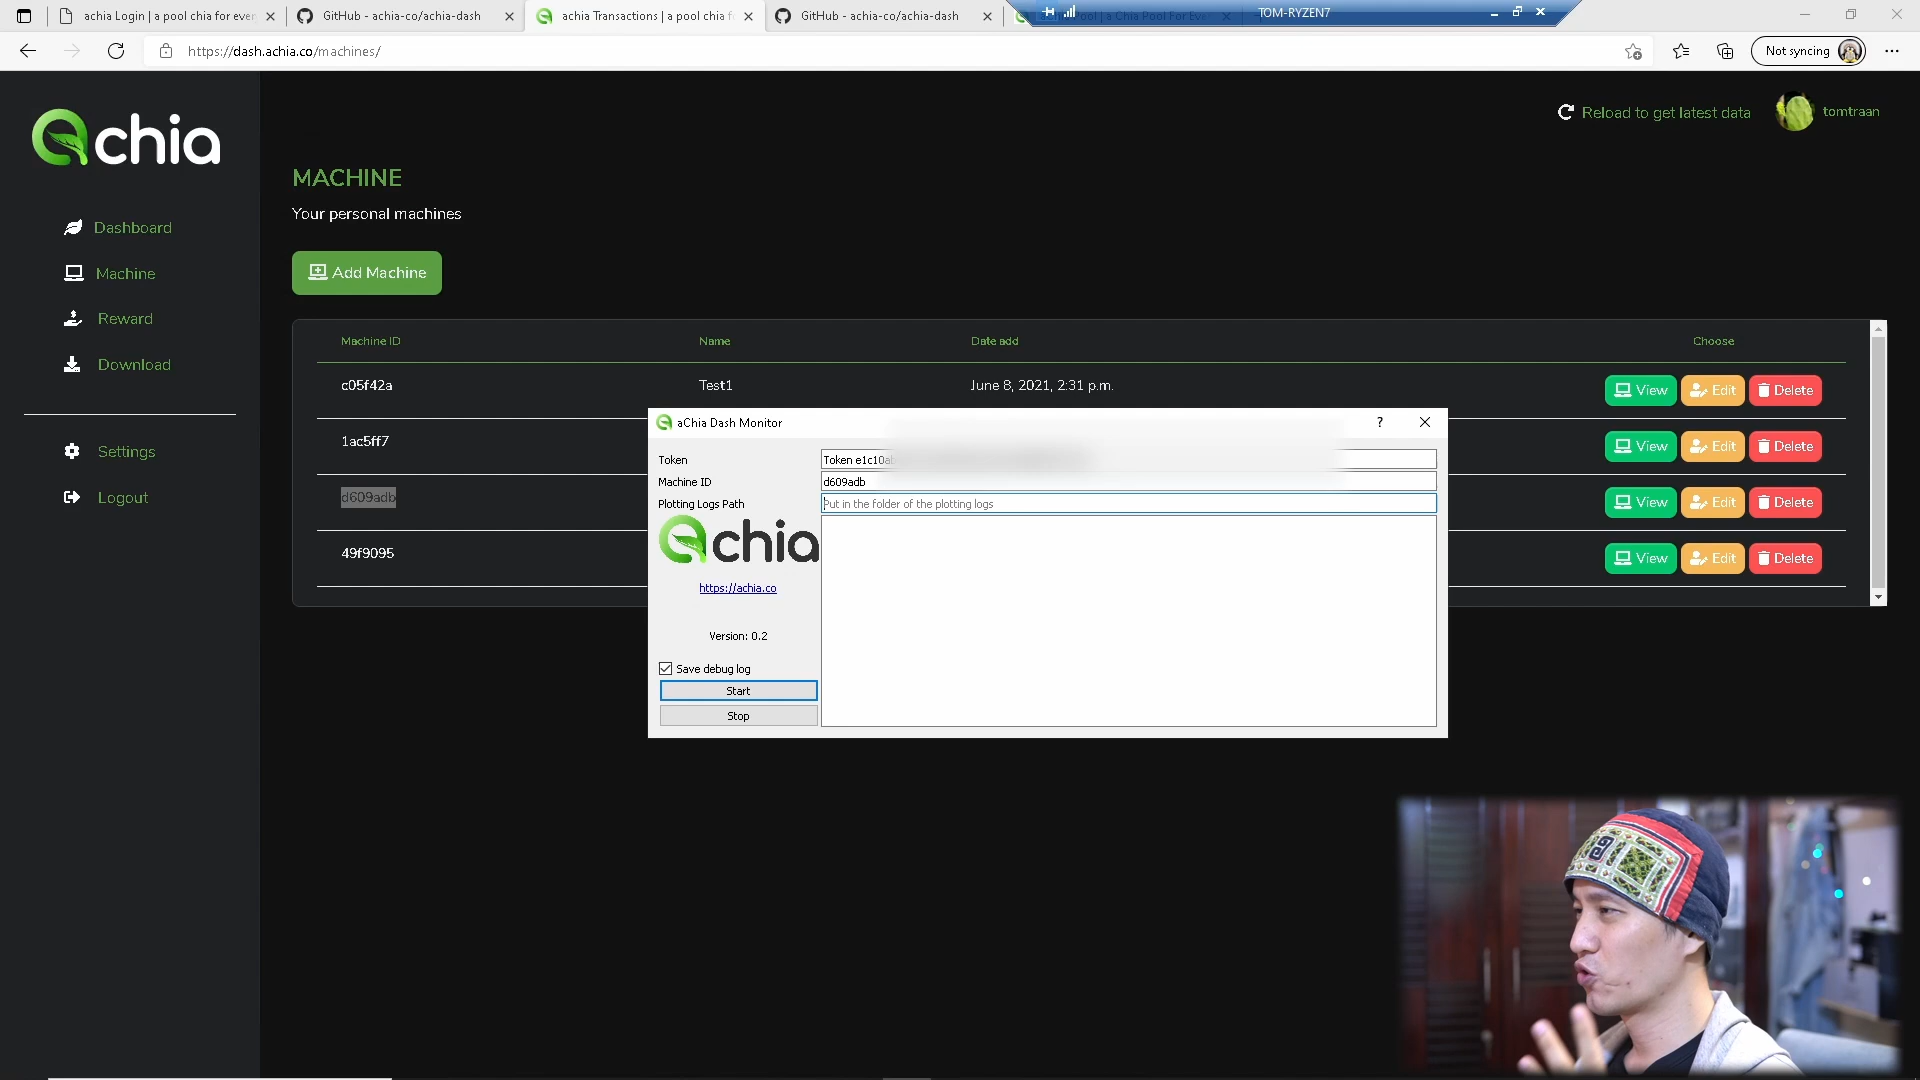 achia Login | a pool chia for ever
GitHub - achia-co/achia-dash
achia Transactions | a pool chia f
GitHub - achia-co/achia-dash
TOM-RYZEN7
https://dash.achia.co/machines/
Not syncing
achia
Reload to get latest data
tomtraan
Dashboard
Machine
Reward
Download
Settings
Logout
MACHINE
Your personal machines
Add Machine
Machine ID Name Date add Choose
c05f42a Test1 June 8, 2021, 2:31 p.m. View Edit Delete
1ac5ff7 View Edit Delete
d609adb View Edit Delete
49f9095 View Edit Delete
aChia Dash Monitor ?
Token Token e1c10a
Machine ID d609adb
Plotting Logs Path Put in the folder of the plotting logs
achia
https://achia.co
Version: 0.2
Save debug log
Start
Stop